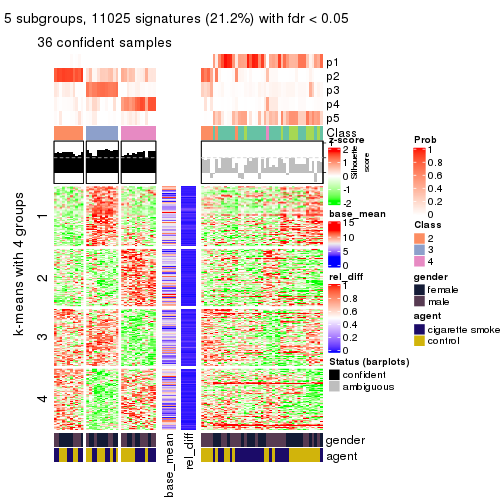 5 subgroups, 11025 signatures (21.2%) with fdr < 0.05
36 confident samples
p1
p2
p3
p4
p5
Class
k-means with 4 groups
1
2
3
4
Silhouette
score
z-score
2
1
0
-1
-2
base_mean
15
10
5
0
rel_diff
1
0.8
0.6
0.4
0.2
0
Status (barplots)
confident
ambiguous
Prob
1
0.8
0.6
0.4
0.2
0
Class
2
3
4
gender
female
male
agent
cigarette smoke
control
gender
agent
base_mean
rel_diff